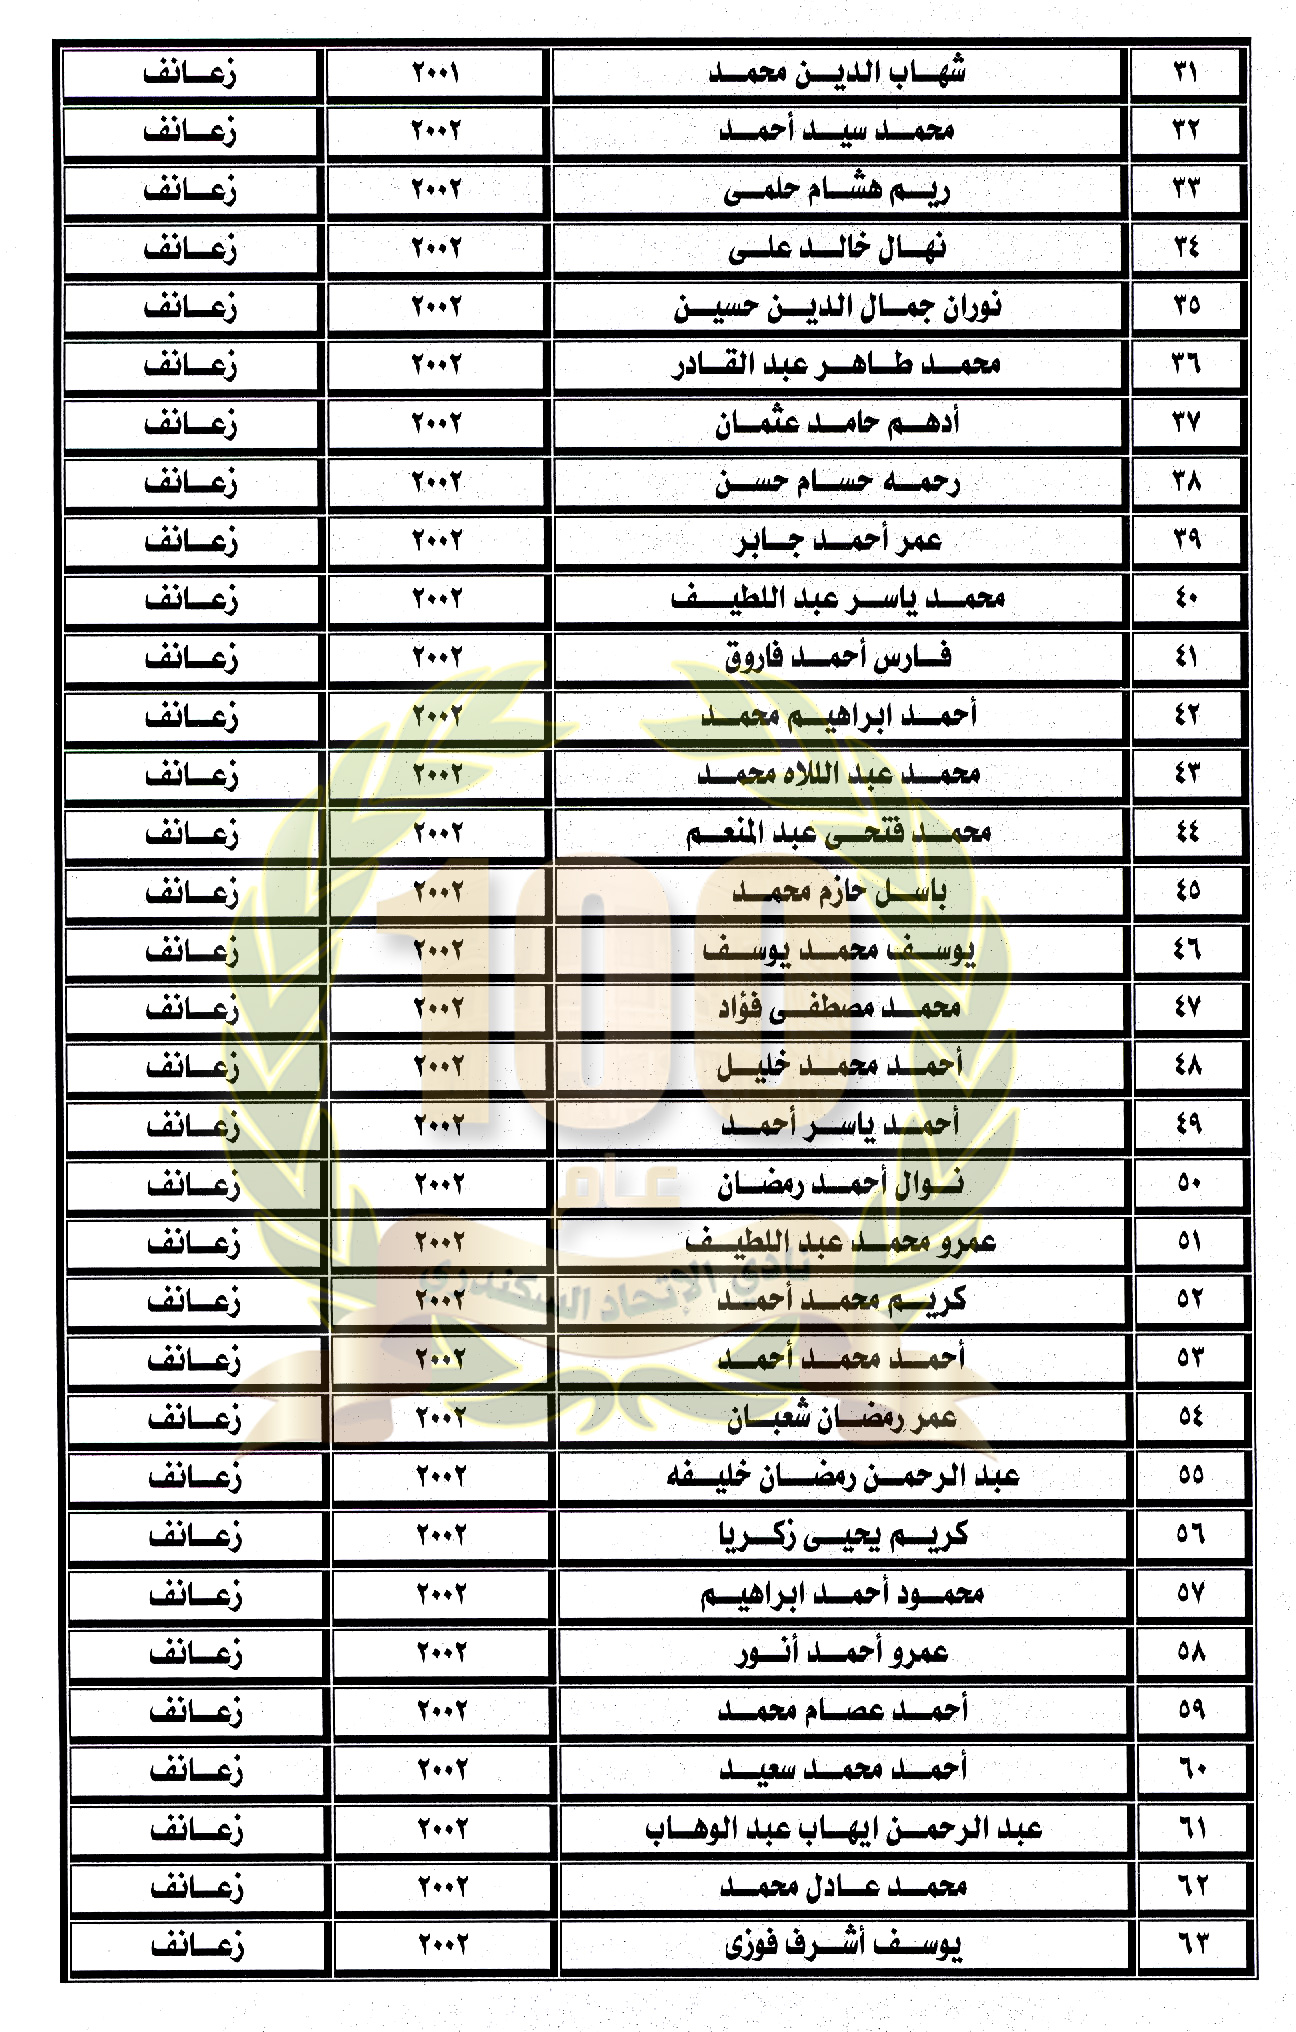 ٣١ شهاب الدين محمد ٢٠٠١ زعانف
٣٢ محمد سيد أحمد ٢٠٠٢ زعانف
٣٣ ريم هشام حلمى ٢٠٠٢ زعانف
٣٤ نهال خالد على ٢٠٠٢ زعانف
٣٥ نوران جمال الدين حسين ٢٠٠٢ زعانف
٣٦ محمد طاهر عبد القادر ٢٠٠٢ زعانف
٣٧ أدهم حامد عثمان ٢٠٠٢ زعانف
٣٨ رحمه حسام حسن ٢٠٠٢ زعانف
٣٩ عمر أحمد جابر ٢٠٠٢ زعانف
٤٠ محمد ياسر عبد اللطيف ٢٠٠٢ زعانف
٤١ فارس أحمد فاروق ٢٠٠٢ زعانف
٤٢ أحمد ابراهيم محمد ٢٠٠٢ زعانف
٤٣ محمد عبد اللاه محمد ٢٠٠٢ زعانف
٤٤ محمد فتحى عبد المنعم ٢٠٠٢ زعانف
٤٥ باسل حازم محمد ٢٠٠٢ زعانف
٤٦ يوسف محمد يوسف ٢٠٠٢ زعانف
٤٧ محمد مصطفى فؤاد ٢٠٠٢ زعانف
٤٨ أحمد محمد خليل ٢٠٠٢ زعانف
٤٩ أحمد ياسر أحمد ٢٠٠٢ زعانف
٥٠ نوال أحمد رمضان ٢٠٠٢ زعانف
٥١ عمرو محمد عبد اللطيف ٢٠٠٢ زعانف
٥٢ كريم محمد أحمد ٢٠٠٢ زعانف
٥٣ أحمد محمد أحمد ٢٠٠٢ زعانف
٥٤ عمر رمضان شعبان ٢٠٠٢ زعانف
٥٥ عبد الرحمن رمضان خليفه ٢٠٠٢ زعانف
٥٦ كريم يحيى زكريا ٢٠٠٢ زعانف
٥٧ محمود أحمد ابراهيم ٢٠٠٢ زعانف
٥٨ عمرو أحمد أنور ٢٠٠٢ زعانف
٥٩ أحمد عصام محمد ٢٠٠٢ زعانف
٦٠ أحمد محمد سعيد ٢٠٠٢ زعانف
٦١ عبد الرحمن ايهاب عبد الوهاب ٢٠٠٢ زعانف
٦٢ محمد عادل محمد ٢٠٠٢ زعانف
٦٣ يوسف أشرف فوزى ٢٠٠٢ زعانف
100
عام
نادي الإتحاد السكندري